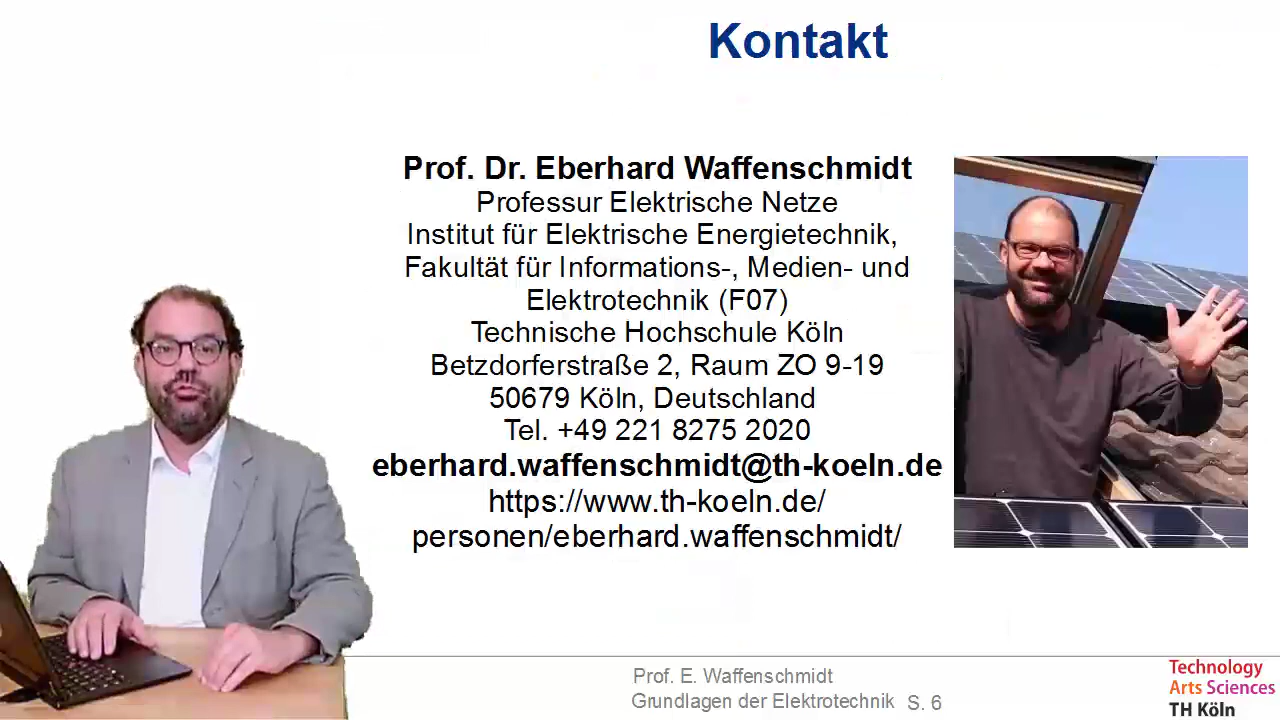 Kontakt
Prof. Dr. Eberhard Waffenschmidt
Professur Elektrische Netze
Institut für Elektrische Energietechnik,
Fakultät für Informations-, Medien- und
Elektrotechnik (F07)
Technische Hochschule Köln
Betzdorferstraße 2, Raum ZO 9-19
50679 Köln, Deutschland
Tel. +49 221 8275 2020
eberhard.waffenschmidt@th-koeln.de
https://www.th-koeln.de/
personen/eberhard.waffenschmidt/
Prof. E. Waffenschmidt
Grundlagen der Elektrotechnik S. 6
Technology
Arts Sciences
TH Köln